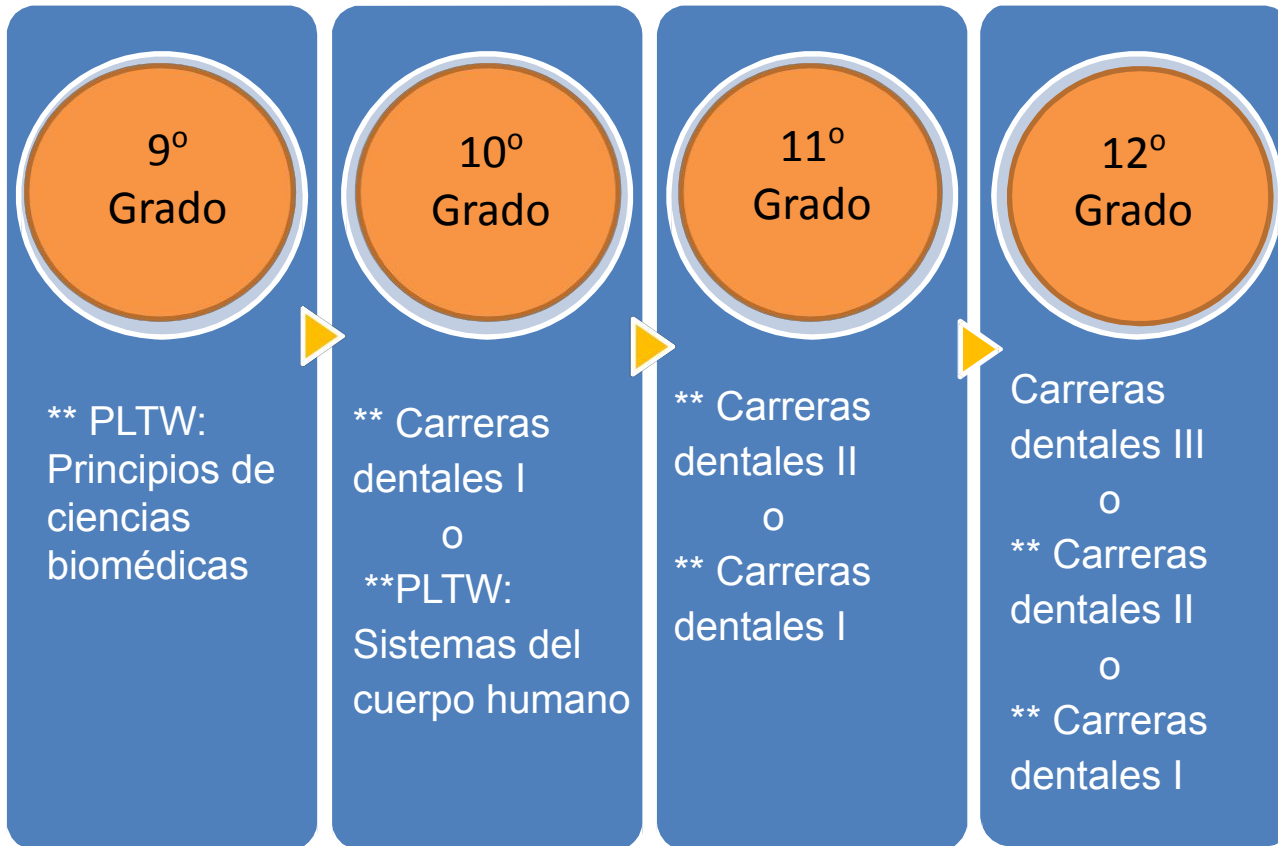 9º
Grado
** PLTW:
Principios de
ciencias
biomédicas
10º
Grado
** Carreras
dentales I
o
**PLTW:
Sistemas del
cuerpo humano
11º
Grado
** Carreras
dentales II
o
** Carreras
dentales I
12º
Grado
Carreras
dentales III
o
** Carreras
dentales II
o
** Carreras
dentales I